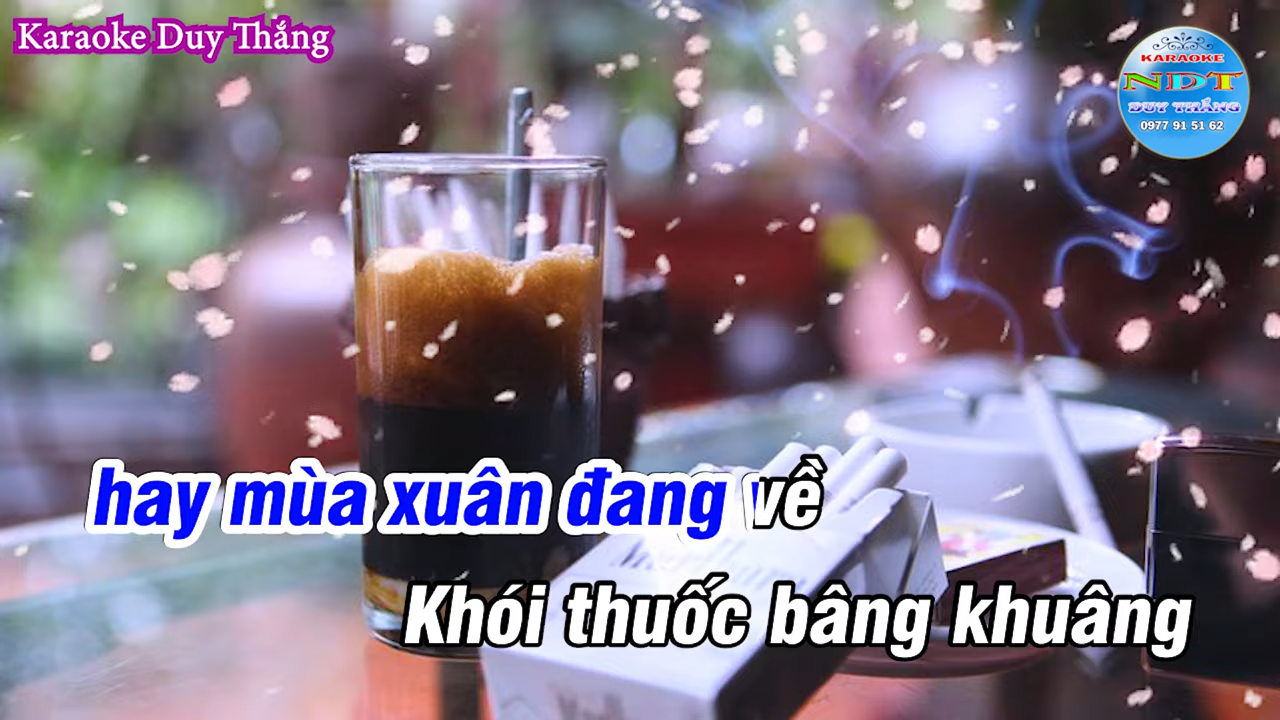 Karaoke Duy Thắng
KARAOKE
NDT
DUY THẮNG
0977 91 51 62
hay mùa xuân đang về
Khói thuốc bâng khuâng